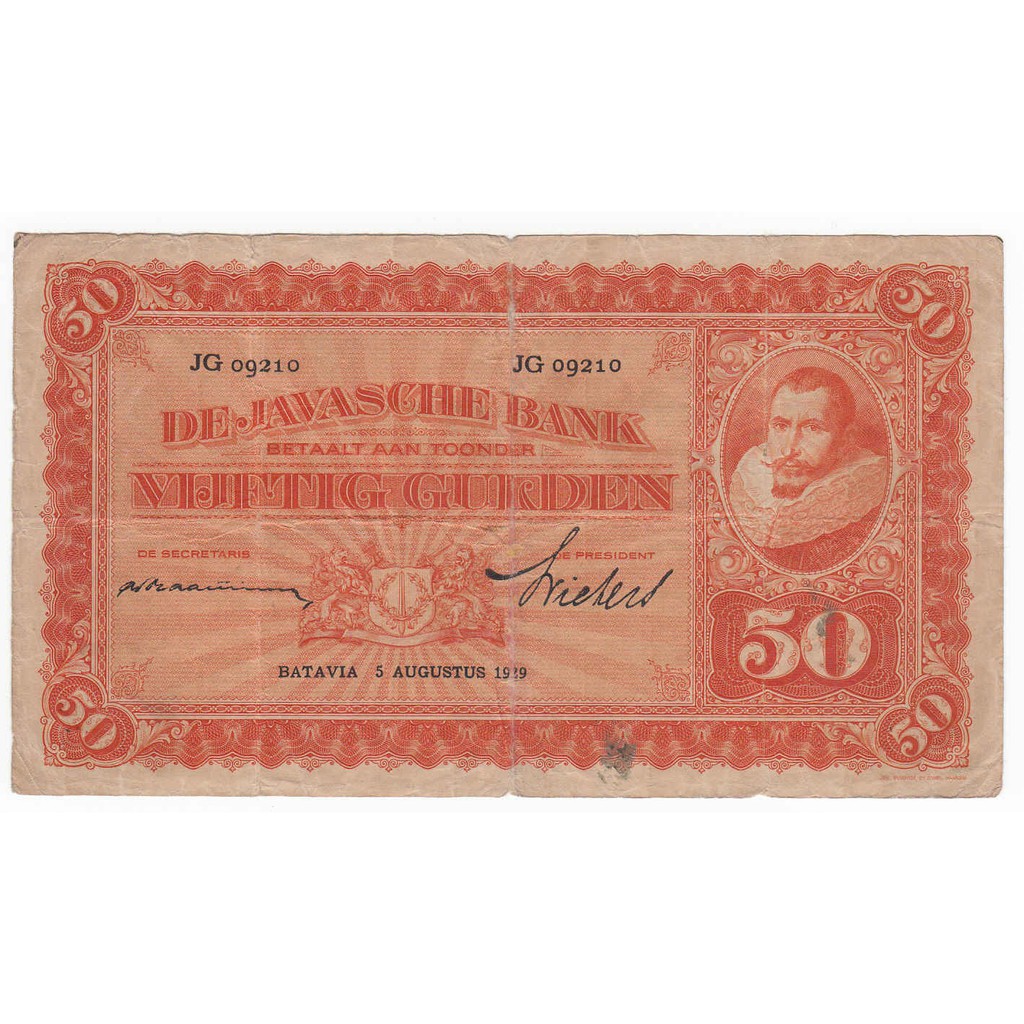 50 50
JG 09210 JG 09210
DE JAVASCHE BANK
BETAALT AAN TOONDER
VIJFTIG GULDEN
DE SECRETARIS DE PRESIDENT
BATAVIA 5 AUGUSTUS 1929
50
50 50